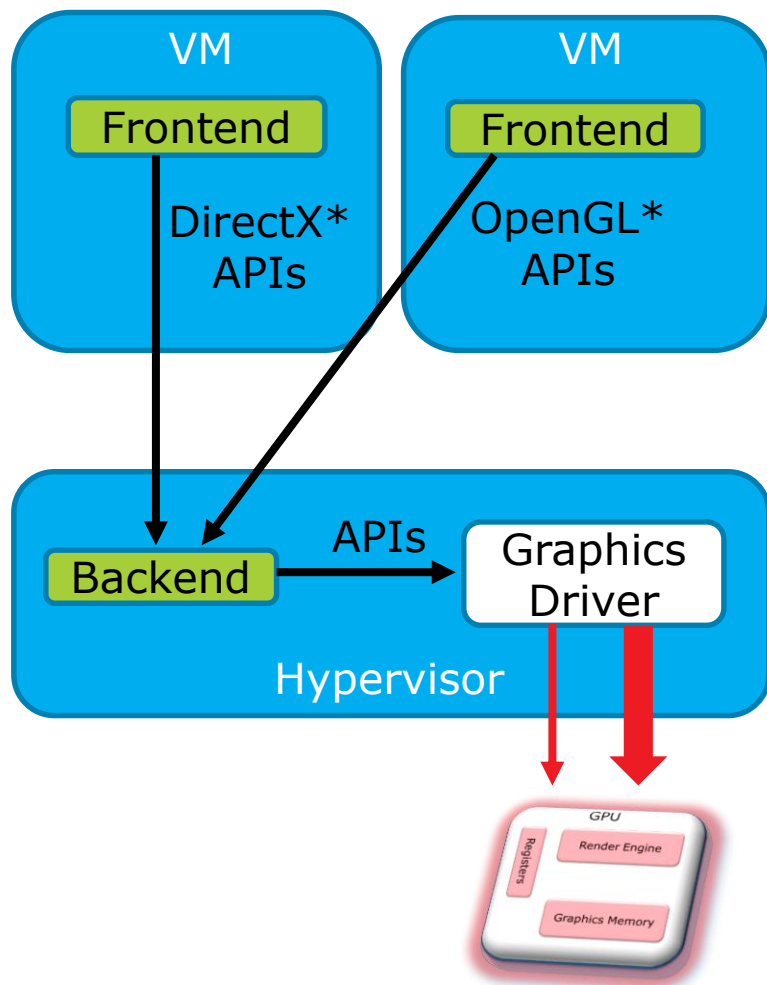 VM
VM
Frontend
Frontend
DirectX*
APIs
OpenGL*
APIs
Backend
APIs
Graphics
Driver
Hypervisor
GPU
Registers
Render Engine
Graphics Memory